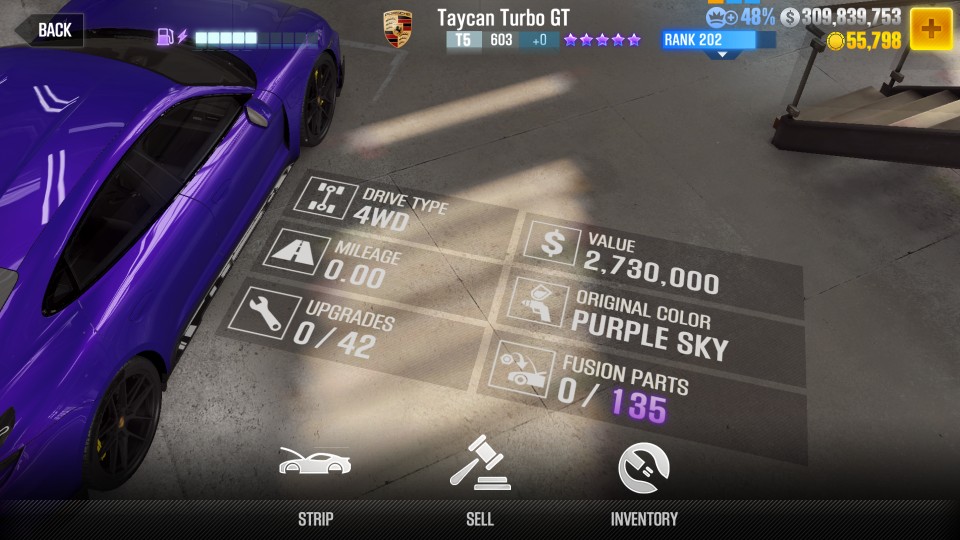 BACK
Taycan Turbo GT
T5 603 +0
RANK 202
48%
309,839,753
55,798
DRIVE TYPE
4WD
MILEAGE
0.00
UPGRADES
0 / 42
VALUE
2,730,000
ORIGINAL COLOR
PURPLE SKY
FUSION PARTS
0 / 135
STRIP
SELL
INVENTORY